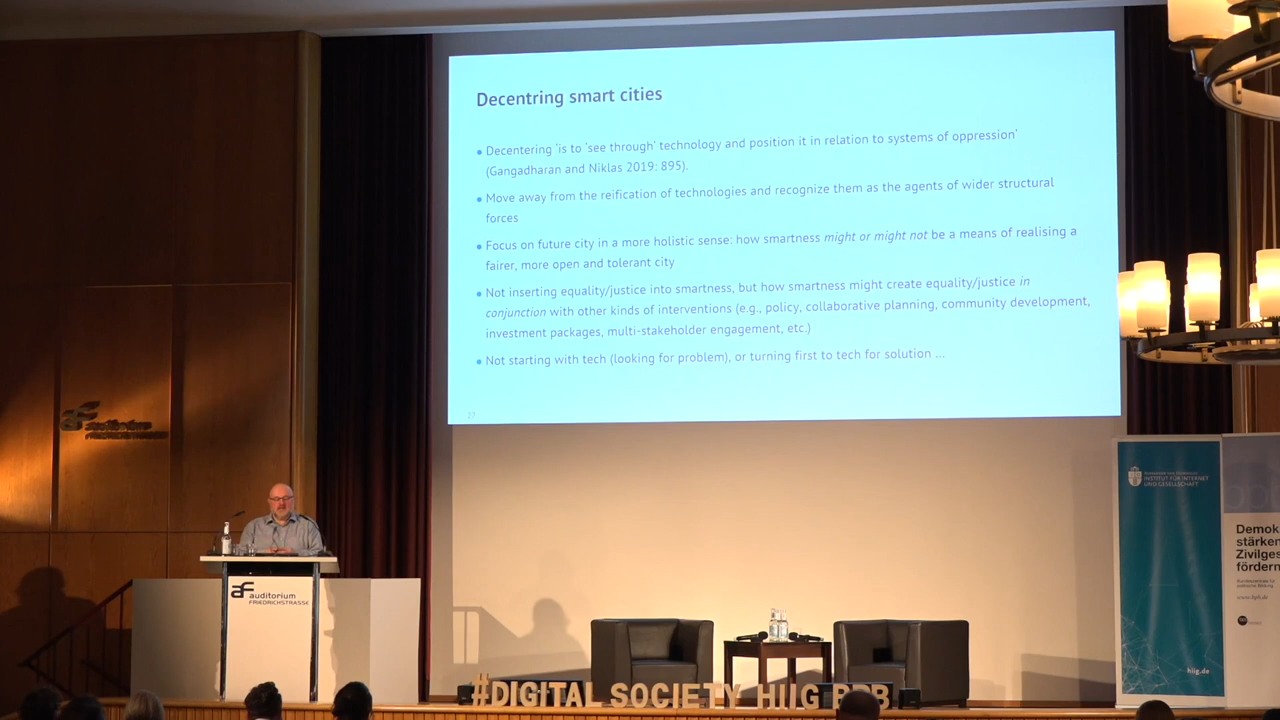 Decentring smart cities
• Decentering 'is to 'see through' technology and position it in relation to systems of oppression'
(Gangadharan and Niklas 2019: 895).
• Move away from the reification of technologies and recognize them as the agents of wider structural
forces
• Focus on future city in a more holistic sense: how smartness might or might not be a means of realising a
fairer, more open and tolerant city
• Not inserting equality/justice into smartness, but how smartness might create equality/justice in
conjunction with other kinds of interventions (e.g., policy, collaborative planning, community development,
investment packages, multi-stakeholder engagement, etc.)
• Not starting with tech (looking for problem), or turning first to tech for solution ...
27
af auditorium
FRIEDRICHSTRASSE
af
auditorium
FRIEDRICHSTRASSE
#DIGITAL SOCIETY HIIG BPB
INSTITUT FÜR INTERNET
UND GESELLSCHAFT
hiig.de
Demok
stärken
Zivilges
fördern
www.bpb.de